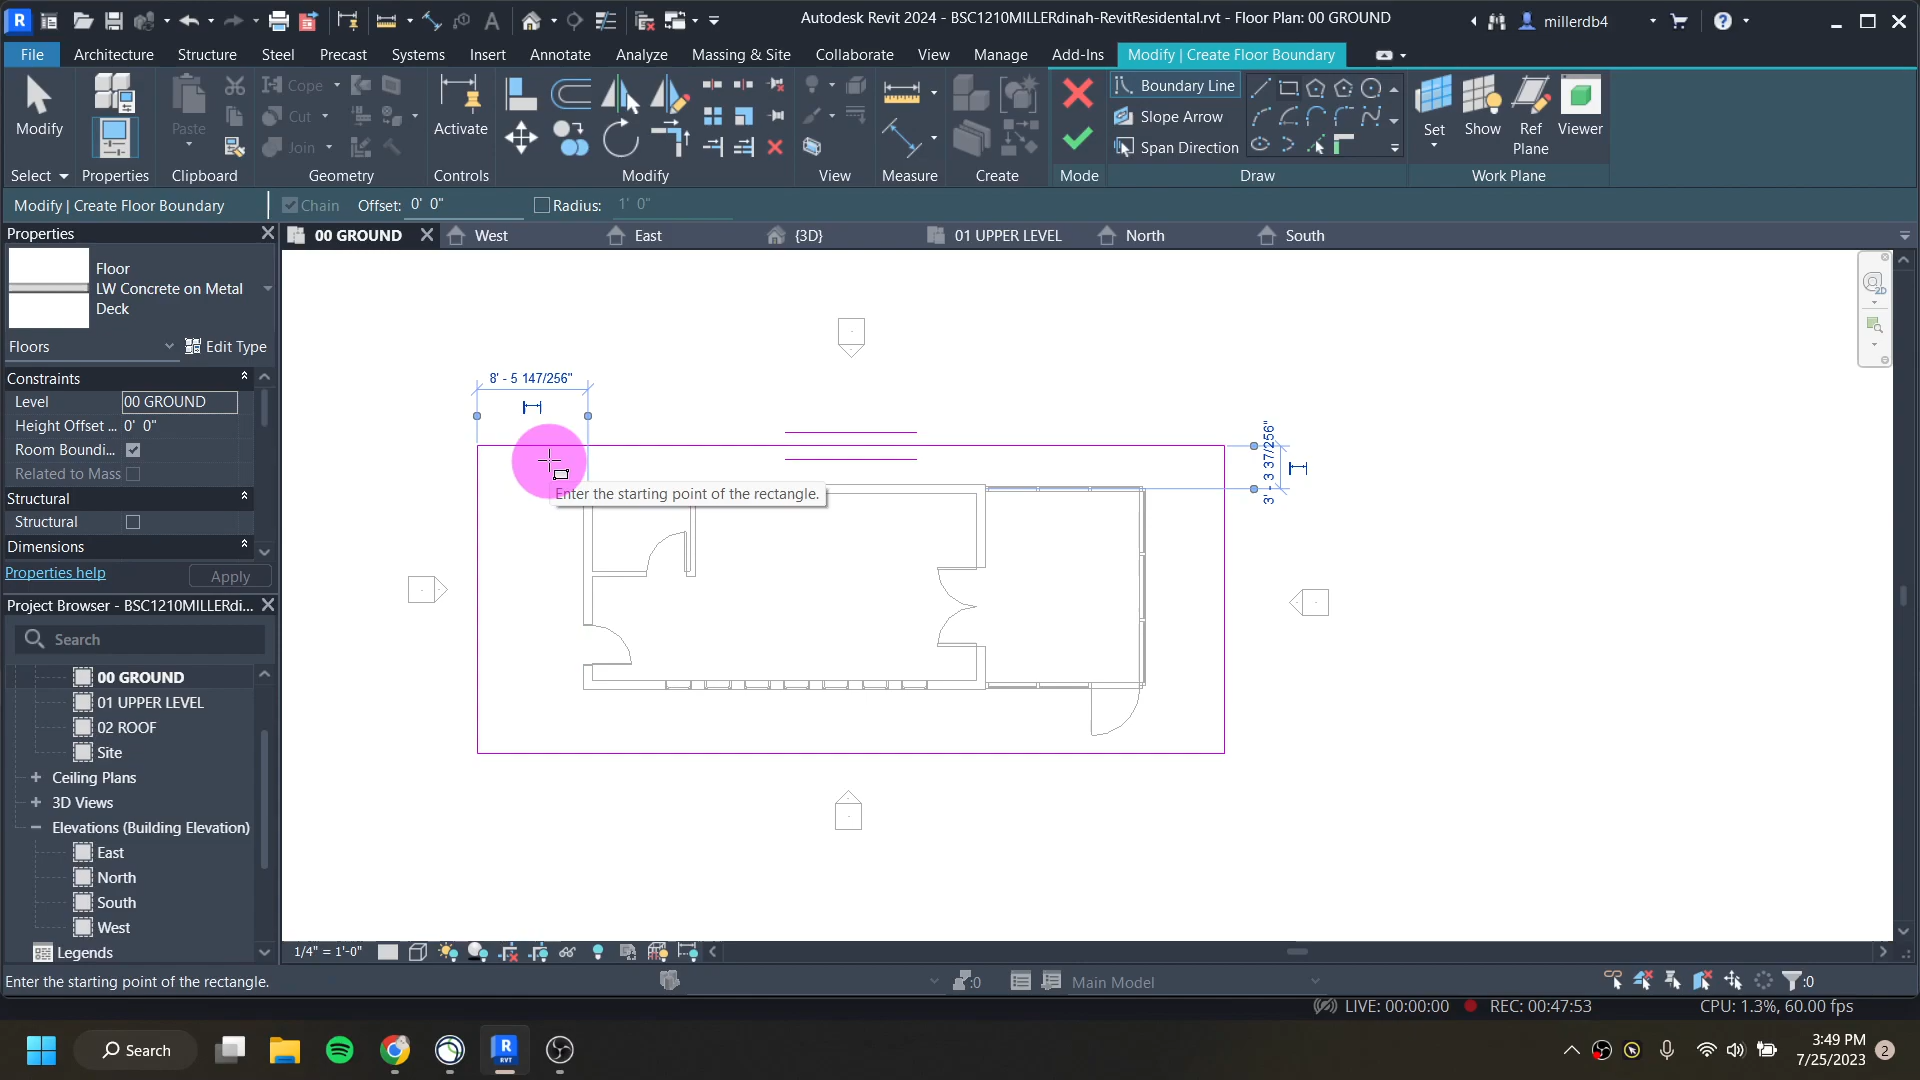 Autodesk Revit 2024 - BSC1210MILLERdinah-RevitResidental.rvt - Floor Plan: 00 GROUND
millerdb4
File
Architecture
Structure
Steel
Precast
Systems
Insert
Annotate
Analyze
Massing & Site
Collaborate
View
Manage
Add-Ins
Modify | Create Floor Boundary
Modify
Paste
Cope
Cut
Join
Activate
Boundary Line
Slope Arrow
Span Direction
Set
Show
Ref
Plane
Viewer
Select
Properties
Clipboard
Geometry
Controls
Modify
View
Measure
Create
Mode
Draw
Work Plane
Modify | Create Floor Boundary
Chain
Offset: 0' 0"
Radius: 1' 0"
Properties
00 GROUND
West
East
{3D}
01 UPPER LEVEL
North
South
Floor
LW Concrete on Metal
Deck
Floors
Edit Type
Constraints
Level 00 GROUND
Height Offset ... 0' 0"
Room Boundi...
Related to Mass
Structural
Structural
Dimensions
Properties help
Apply
8' - 5 147/256"
3' - 3 37/256"
Enter the starting point of the rectangle.
2D
Project Browser - BSC1210MILLERdi...
Search
00 GROUND
01 UPPER LEVEL
02 ROOF
Site
Ceiling Plans
3D Views
Elevations (Building Elevation)
East
North
South
West
Legends
1/4" = 1'-0"
Enter the starting point of the rectangle.
:0
Main Model
:0
LIVE: 00:00:00
REC: 00:47:53
CPU: 1.3%, 60.00 fps
Search
R
RVT
3:49 PM
7/25/2023
2